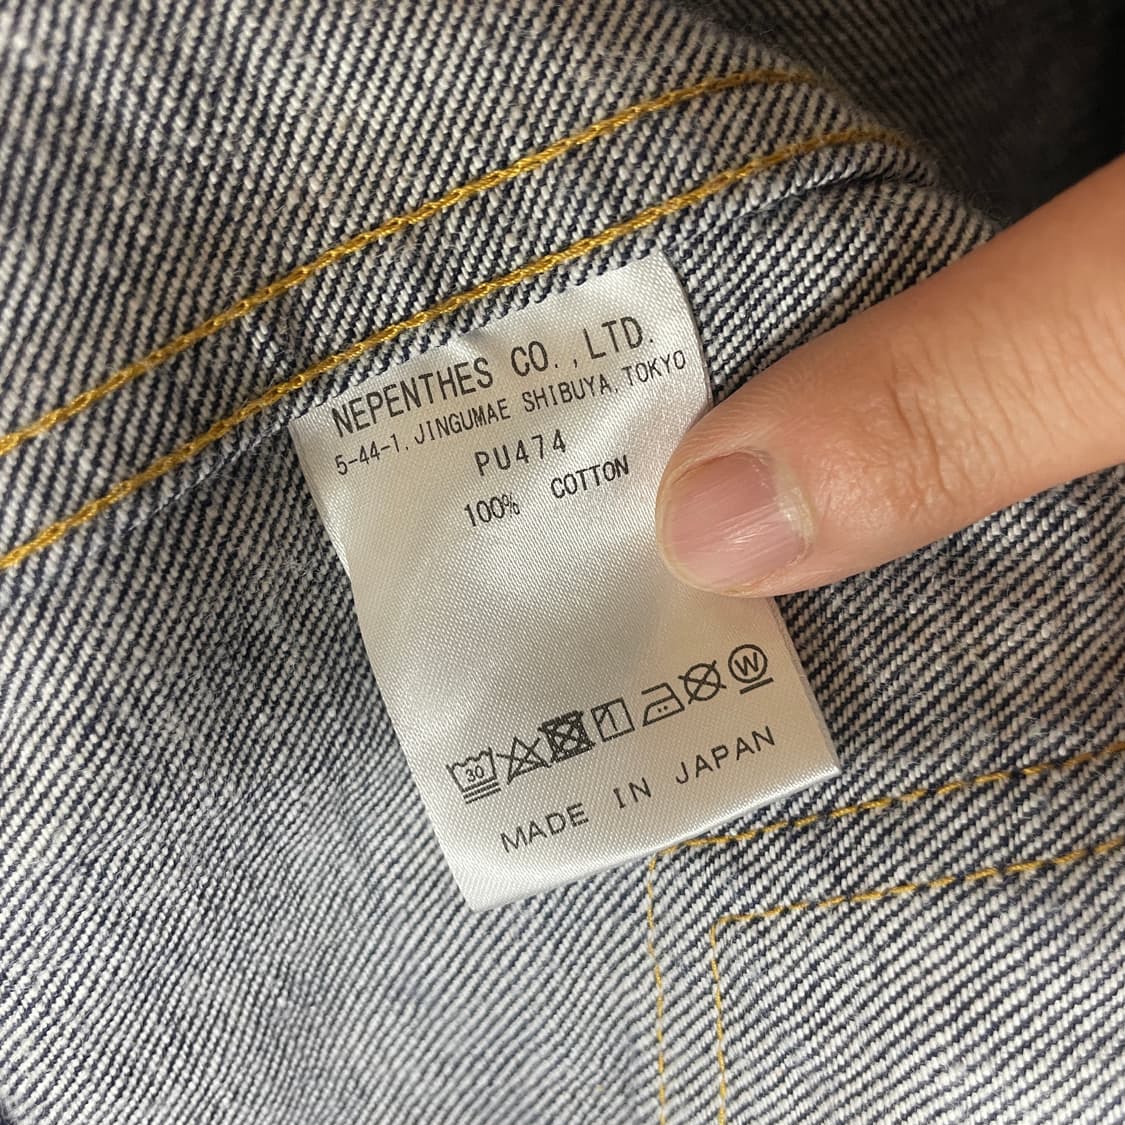 NEPENTHES CO.,LTD.
5-44-1.JINGUMAE SHIBUYA,TOKYO
PU474
100% COTTON
30 W
MADE IN JAPAN